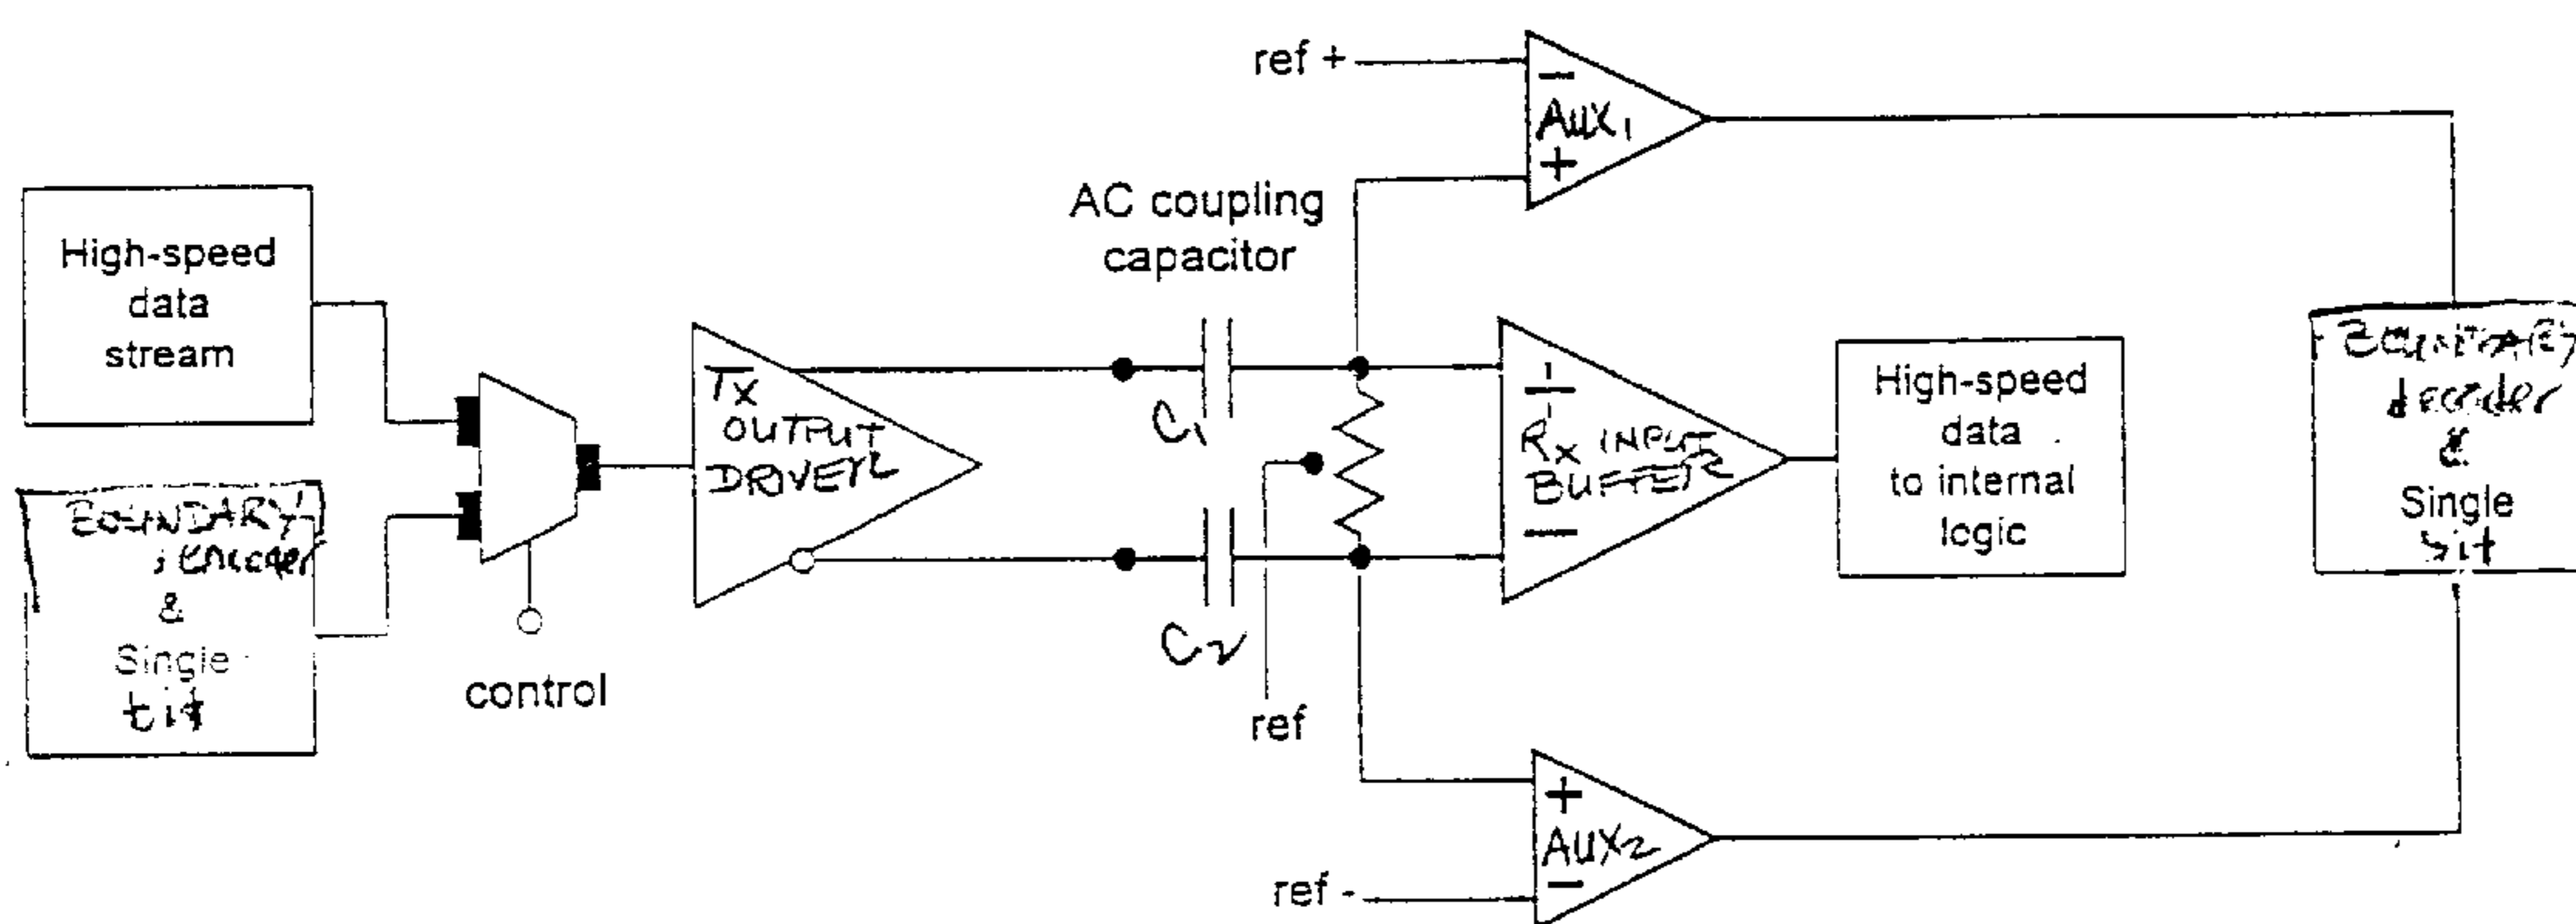 ref +
−
AUX1
+
AC coupling
capacitor
High-speed
data
stream
TX
OUTPUT
DRIVER
C1
+
RX INPUT
BUFFER
−
High-speed
data
to internal
logic
BOUNDARY
decoder
&
Single
bit
BOUNDARY
encoder
&
Single
bit
control
C2
ref
+
AUX2
−
ref -